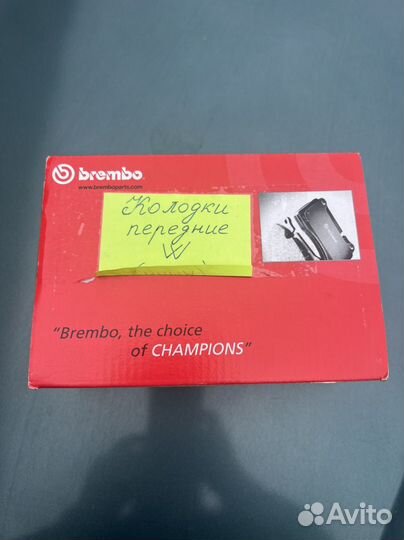 brembo
www.bremboparts.com
Колодки
передние
W
"Brembo, the choice
of CHAMPIONS"
Avito